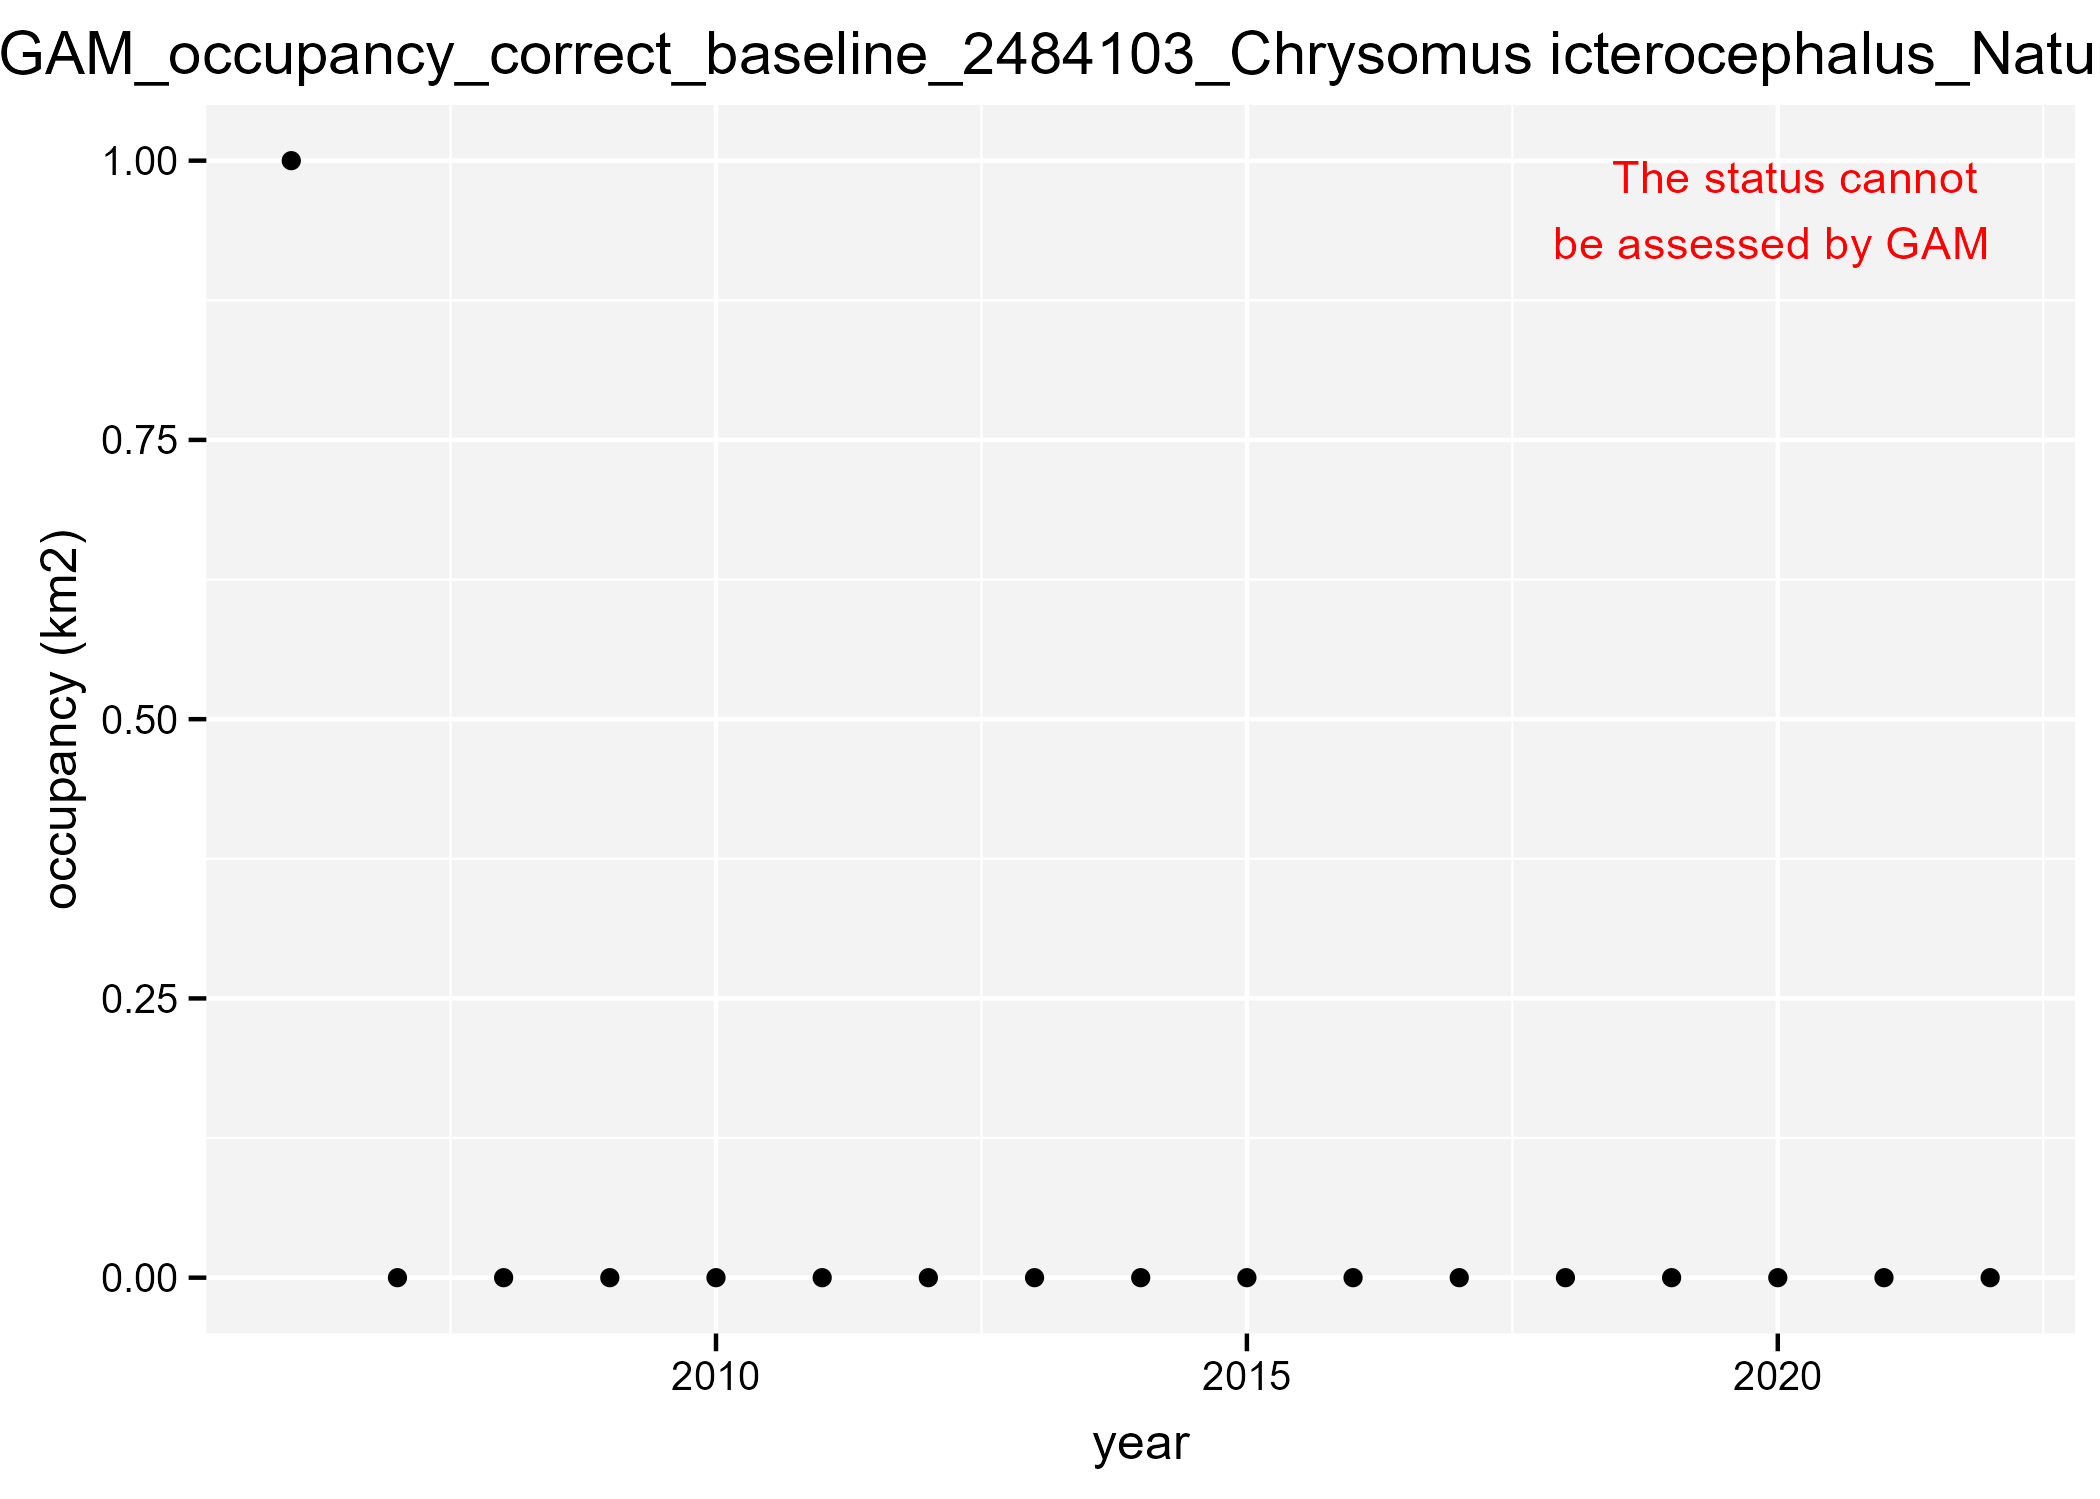 GAM_occupancy_correct_baseline_2484103_Chrysomus icterocephalus_Natu
1.00
The status cannot
be assessed by GAM
0.75
occupancy (km2)
0.50
0.25
0.00
2010 2015 2020
year